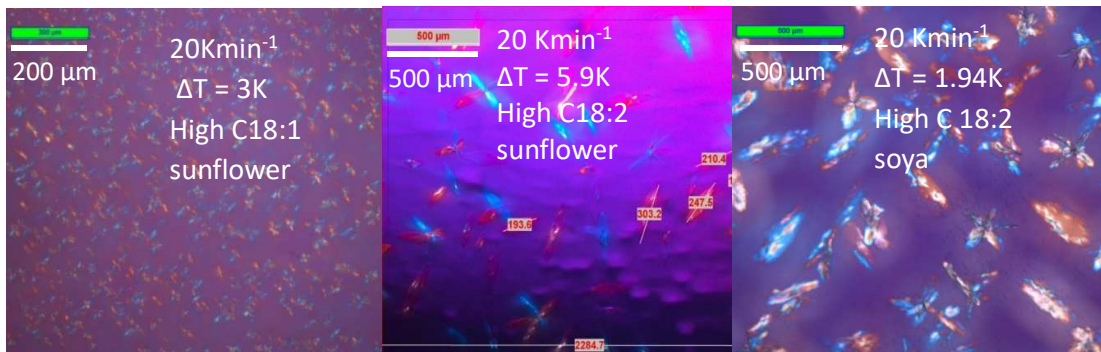 200 µm
200 µm
20Kmin⁻¹
ΔT = 3K
High C18:1
sunflower
500 µm
500 µm
20 Kmin⁻¹
ΔT = 5.9K
High C18:2
sunflower
210.4
247.5
303.2
193.6
2284.7
500 µm
500 µm
20 Kmin⁻¹
ΔT = 1.94K
High C 18:2
soya